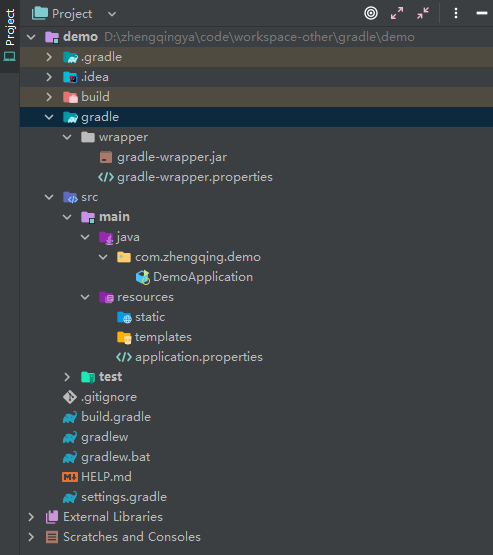 Project
Project
demo D:\zhengqingya\code\workspace-other\gradle\demo
.gradle
.idea
build
gradle
wrapper
gradle-wrapper.jar
gradle-wrapper.properties
src
main
java
com.zhengqing.demo
DemoApplication
resources
static
templates
application.properties
test
.gitignore
build.gradle
gradlew
gradlew.bat
HELP.md
settings.gradle
External Libraries
Scratches and Consoles